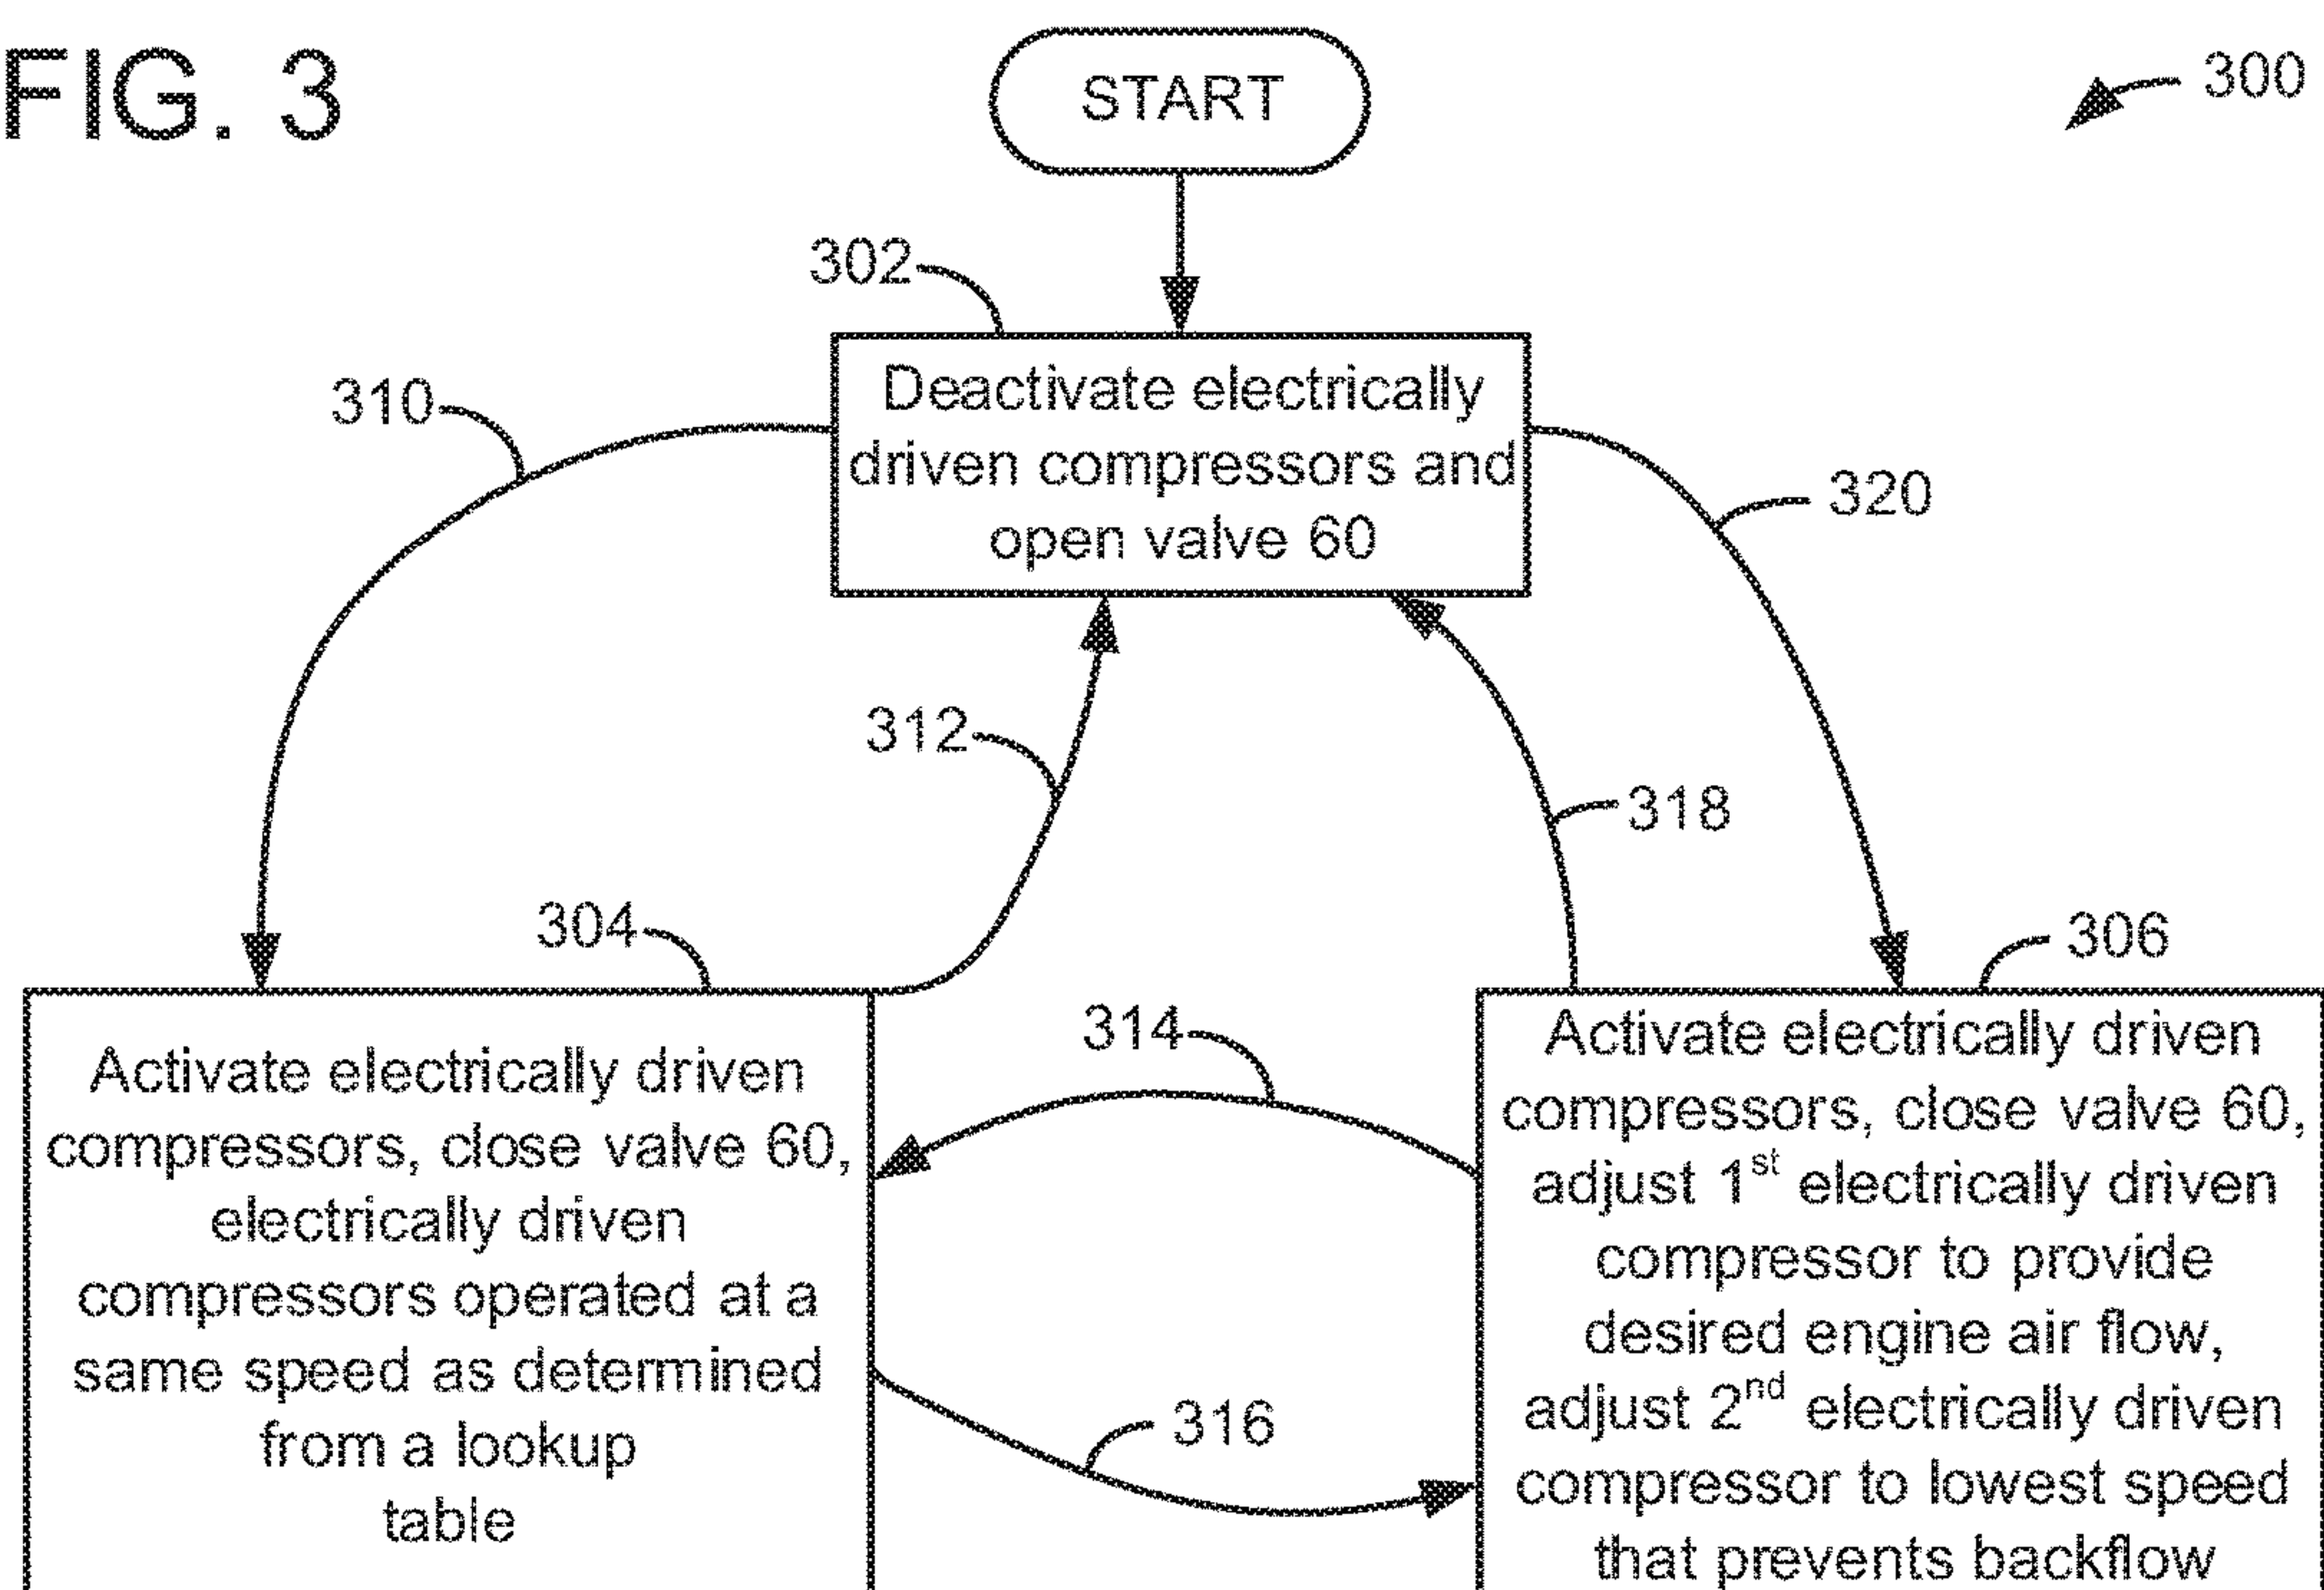 FIG. 3
START
300
302
Deactivate electrically
driven compressors and
open valve 60
310
320
312
318
304
306
314
Activate electrically driven
compressors, close valve 60,
electrically driven
compressors operated at a
same speed as determined
from a lookup
table
Activate electrically driven
compressors, close valve 60,
adjust 1st electrically driven
compressor to provide
desired engine air flow,
adjust 2nd electrically driven
compressor to lowest speed
that prevents backflow
316